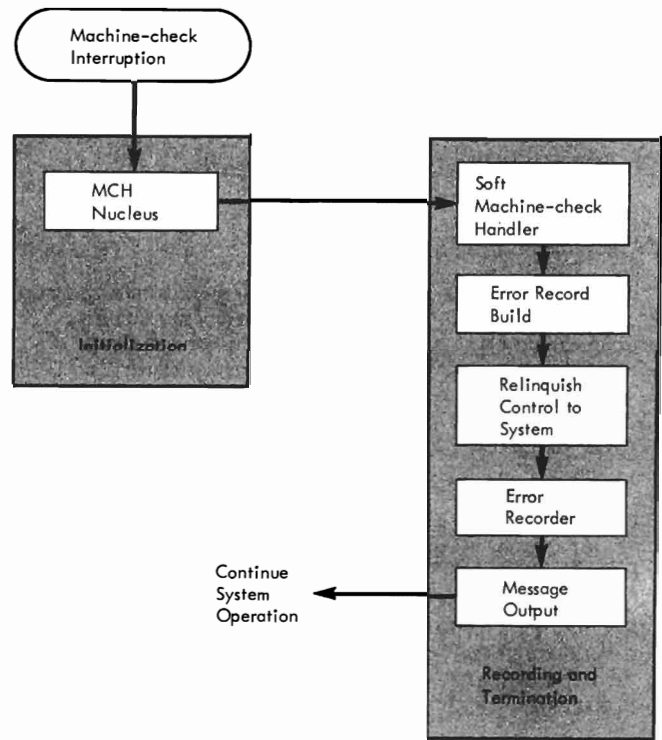 Machine-check
Interruption
MCH
Nucleus
Initialization
Soft
Machine-check
Handler
Error Record
Build
Relinquish
Control to
System
Error
Recorder
Message
Output
Recording and
Termination
Continue
System
Operation